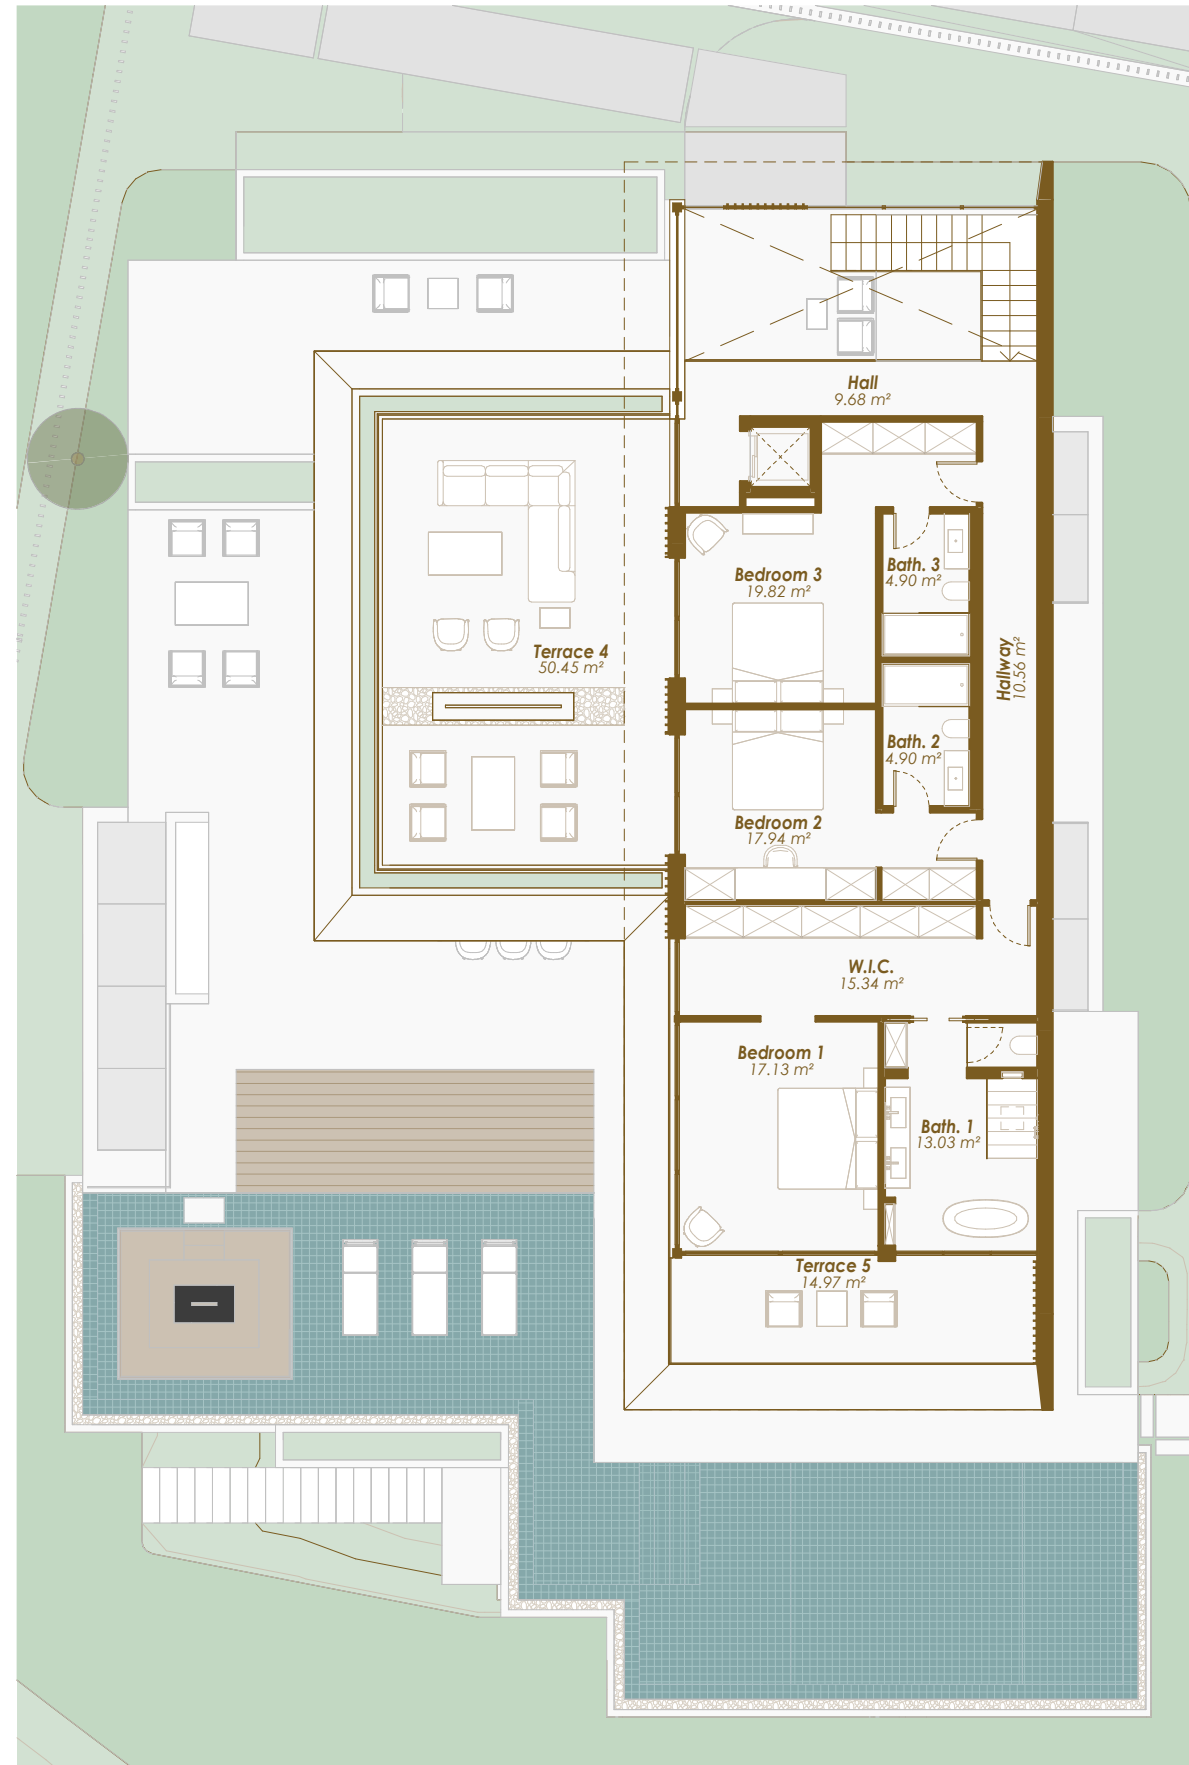 Hall
9.68 m²
Bedroom 3
19.82 m²
Bath. 3
4.90 m²
Terrace 4
50.45 m²
Hallway
10.56 m²
Bath. 2
4.90 m²
Bedroom 2
17.94 m²
W.I.C.
15.34 m²
Bedroom 1
17.13 m²
Bath. 1
13.03 m²
Terrace 5
14.97 m²